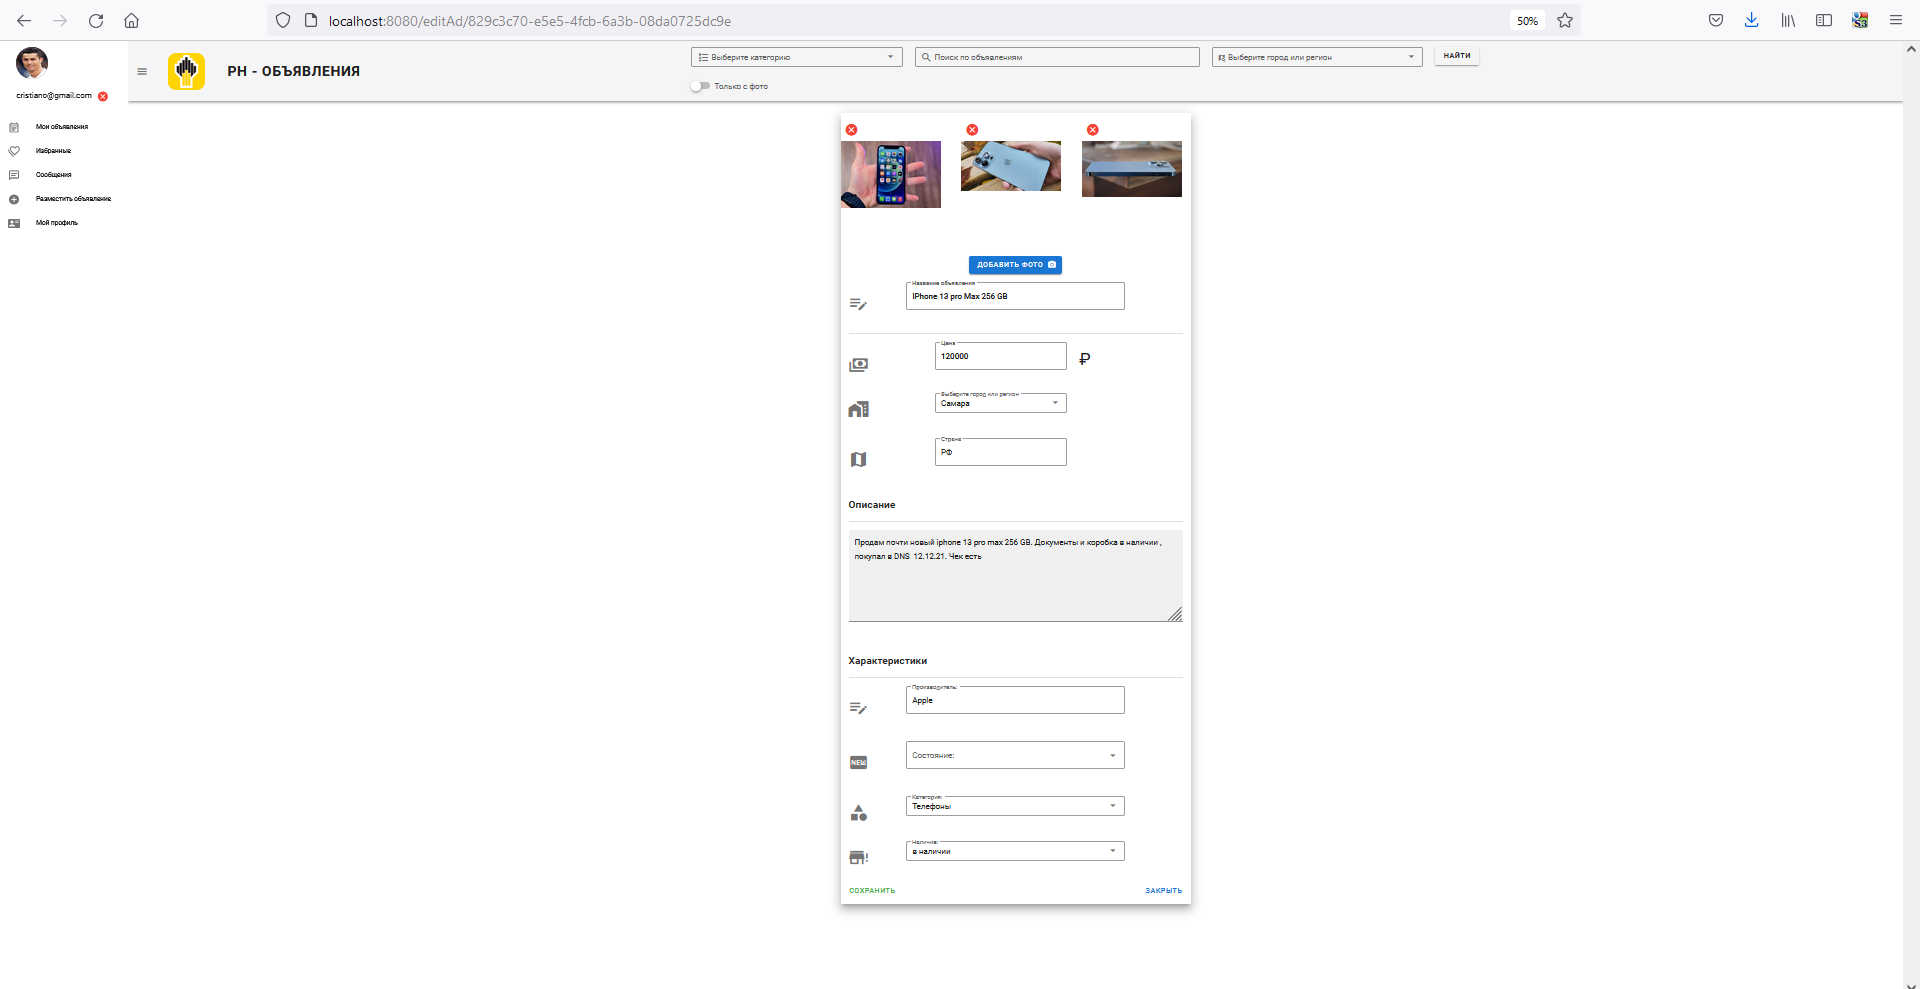 localhost:8080/editAd/829c3c70-e5e5-4fcb-6a3b-08da0725dc9e
50%
cristiano@gmail.com
Мои объявления
Избранные
Сообщения
Разместить объявление
Мой профиль
РН - ОБЪЯВЛЕНИЯ
Выберите категорию
Поиск по объявлениям
Выберите город или регион
НАЙТИ
Только с фото
ДОБАВИТЬ ФОТО
Название объявления
IPhone 13 pro Max 256 GB
Цена
120000
₽
Выберите город или регион
Самара
Страна
РФ
Описание
Продам почти новый iphone 13 pro max 256 GB. Документы и коробка в наличии ,
покупал в DNS 12.12.21. Чек есть
Характеристики
Производитель:
Apple
NEW
Состояние:
Категория:
Телефоны
Наличие:
в наличии
СОХРАНИТЬ
ЗАКРЫТЬ